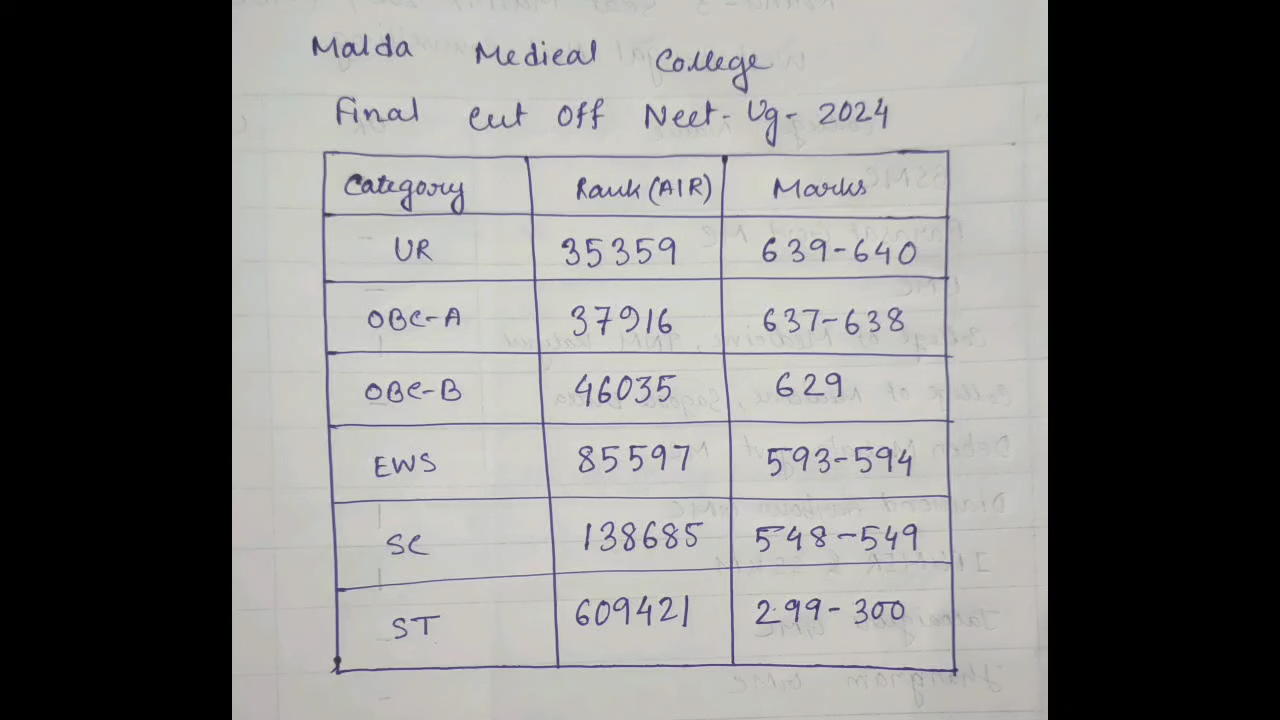 Malda Medical College
Final Cut Off Neet-Ug-2024
Category Rank (AIR) Marks
UR 35359 639-640
OBC-A 37916 637-638
OBC-B 46035 629
EWS 85597 593-594
SC 138685 548-549
ST 609421 299-300